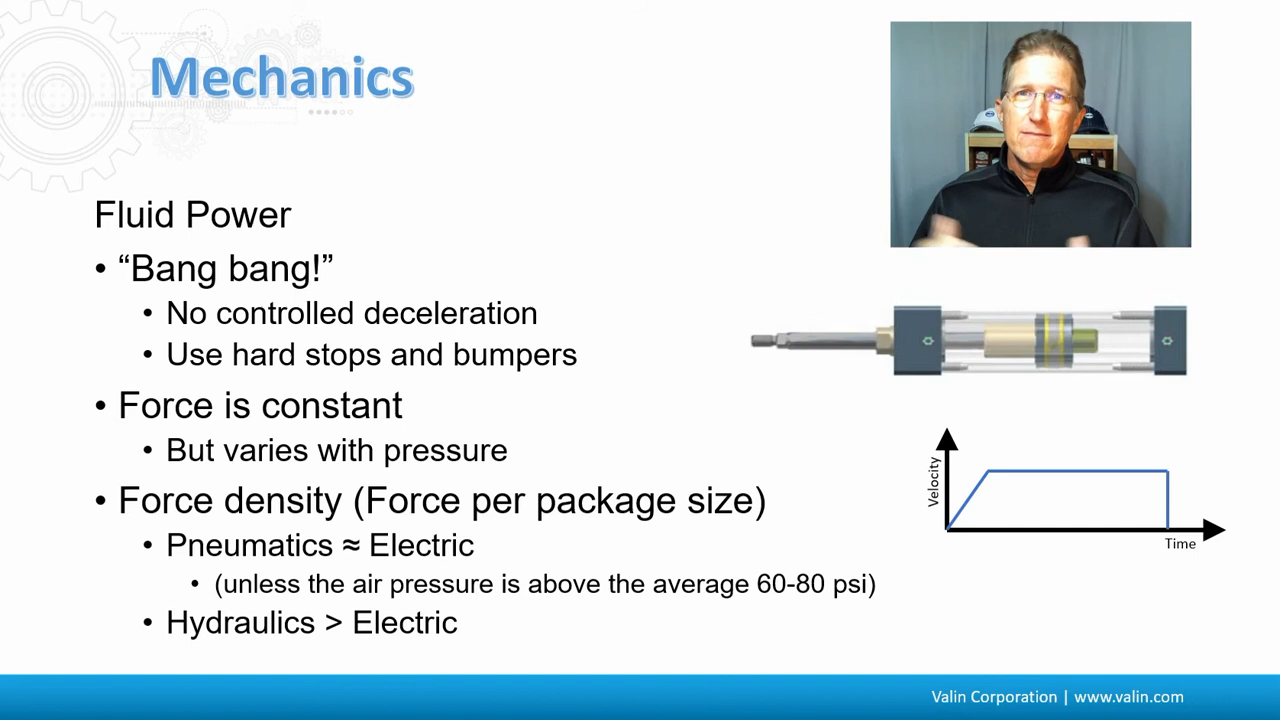 Mechanics
Fluid Power
• “Bang bang!”
• No controlled deceleration
• Use hard stops and bumpers
• Force is constant
• But varies with pressure
• Force density (Force per package size)
• Pneumatics ≈ Electric
• (unless the air pressure is above the average 60-80 psi)
• Hydraulics > Electric
Velocity
Time
Valin Corporation | www.valin.com